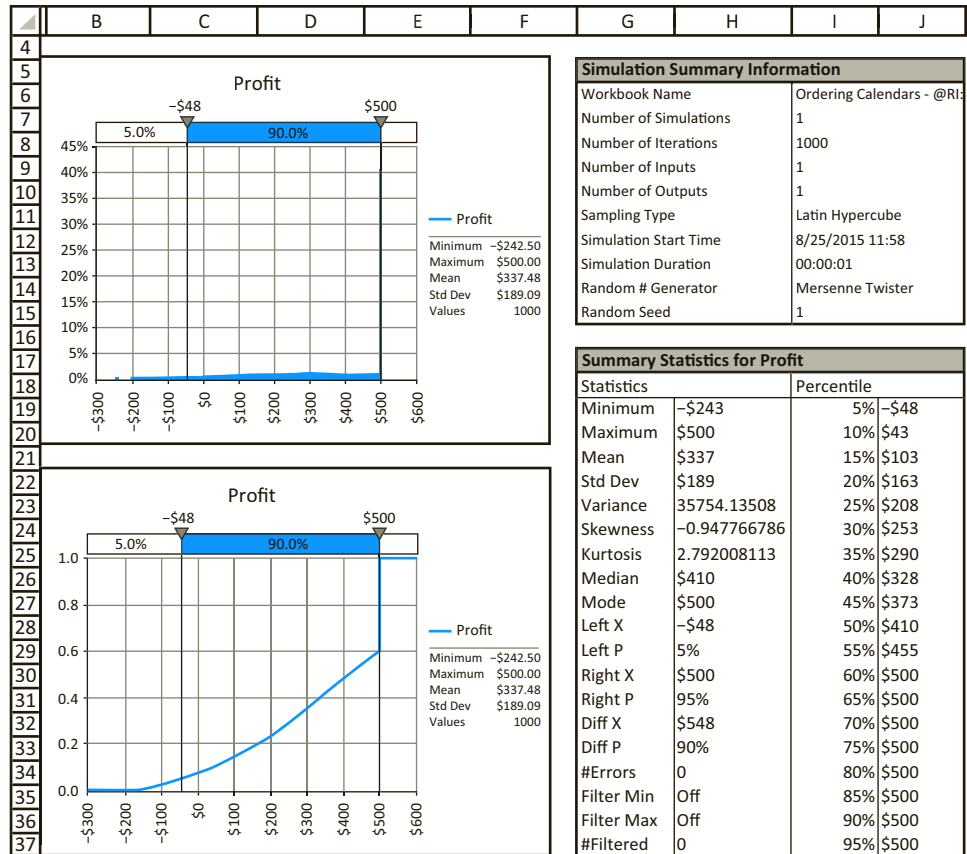 B C D E F G H I J
4
5
6
7
8
9
10
11
12
13
14
15
16
17
18
19
20
21
22
23
24
25
26
27
28
29
30
31
32
33
34
35
36
37
Profit
−$48 $500
5.0% 90.0%
45%
40%
35%
30%
25%
20%
15%
10%
5%
0%
−$300 −$200 −$100 $0 $100 $200 $300 $400 $500 $600
Profit
Minimum −$242.50
Maximum $500.00
Mean $337.48
Std Dev $189.09
Values 1000
Profit
−$48 $500
5.0% 90.0%
1.0
0.8
0.6
0.4
0.2
0.0
−$300 −$200 −$100 $0 $100 $200 $300 $400 $500 $600
Profit
Minimum −$242.50
Maximum $500.00
Mean $337.48
Std Dev $189.09
Values 1000
Simulation Summary Information
Workbook Name Ordering Calendars - @RI:
Number of Simulations 1
Number of Iterations 1000
Number of Inputs 1
Number of Outputs 1
Sampling Type Latin Hypercube
Simulation Start Time 8/25/2015 11:58
Simulation Duration 00:00:01
Random # Generator Mersenne Twister
Random Seed 1
Summary Statistics for Profit
Statistics Percentile
Minimum −$243 5% −$48
Maximum $500 10% $43
Mean $337 15% $103
Std Dev $189 20% $163
Variance 35754.13508 25% $208
Skewness −0.947766786 30% $253
Kurtosis 2.792008113 35% $290
Median $410 40% $328
Mode $500 45% $373
Left X −$48 50% $410
Left P 5% 55% $455
Right X $500 60% $500
Right P 95% 65% $500
Diff X $548 70% $500
Diff P 90% 75% $500
#Errors 0 80% $500
Filter Min Off 85% $500
Filter Max Off 90% $500
#Filtered 0 95% $500